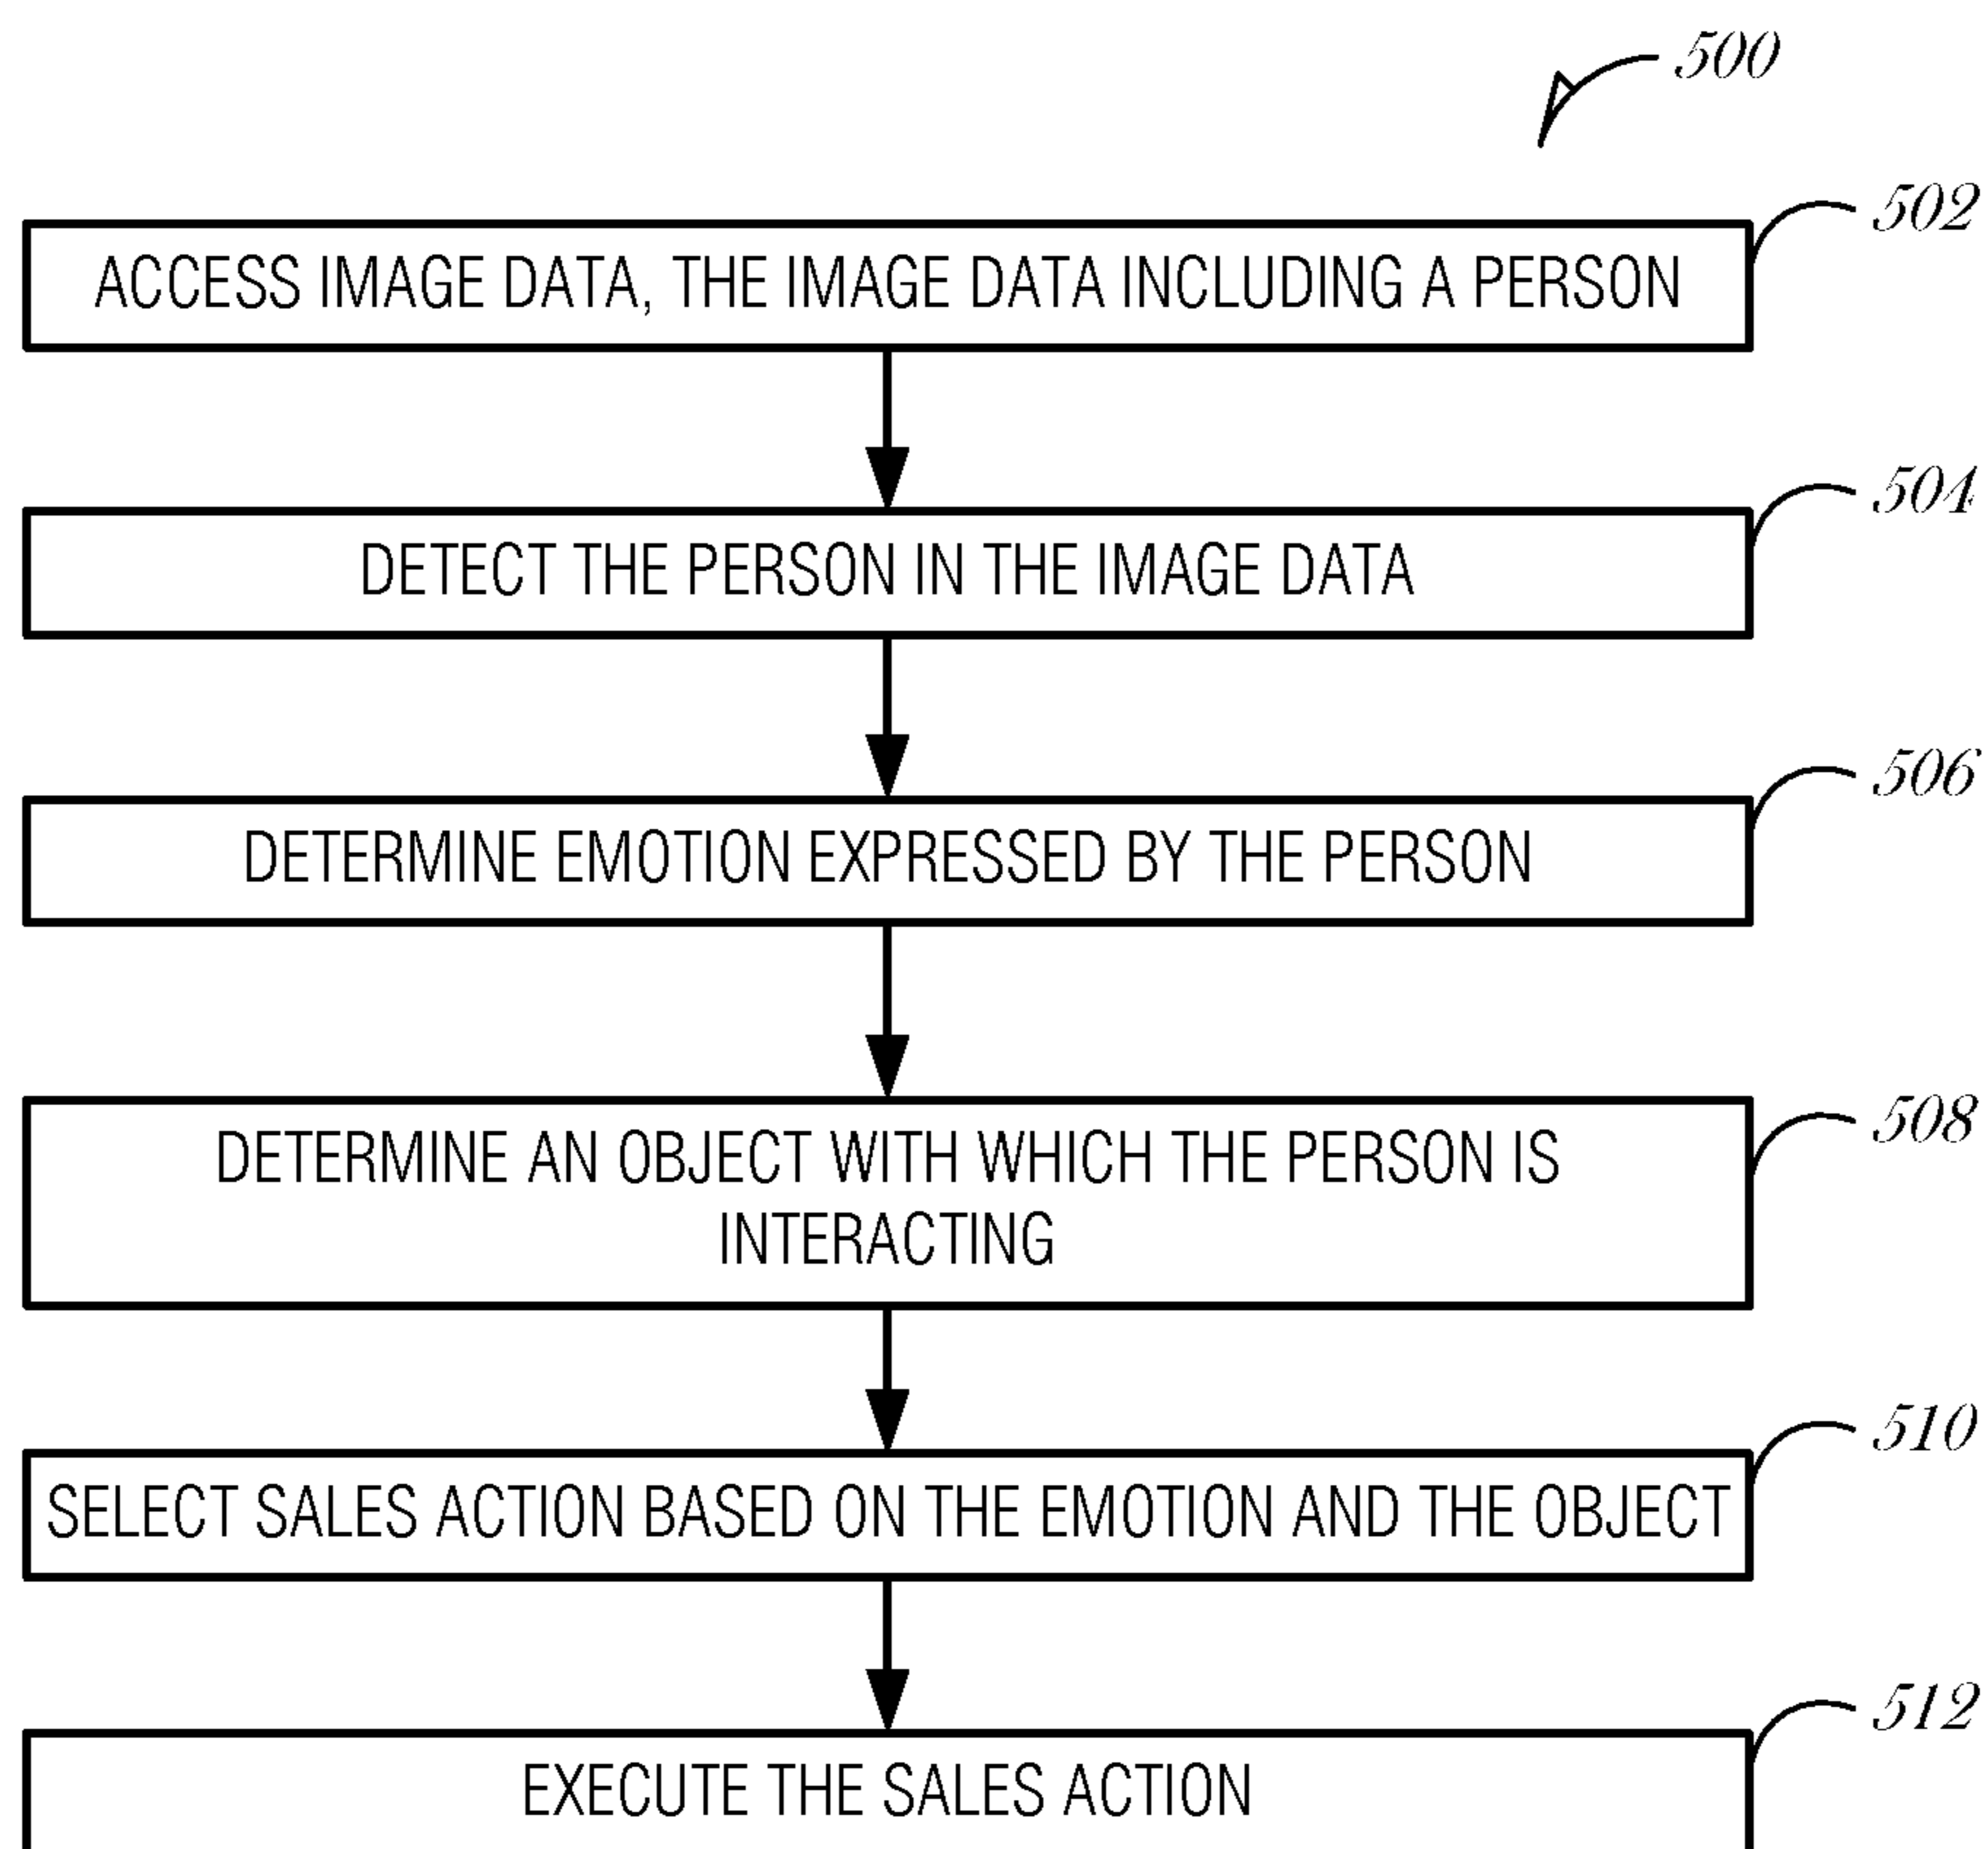 500
502
ACCESS IMAGE DATA, THE IMAGE DATA INCLUDING A PERSON
504
DETECT THE PERSON IN THE IMAGE DATA
506
DETERMINE EMOTION EXPRESSED BY THE PERSON
508
DETERMINE AN OBJECT WITH WHICH THE PERSON IS
INTERACTING
510
SELECT SALES ACTION BASED ON THE EMOTION AND THE OBJECT
512
EXECUTE THE SALES ACTION